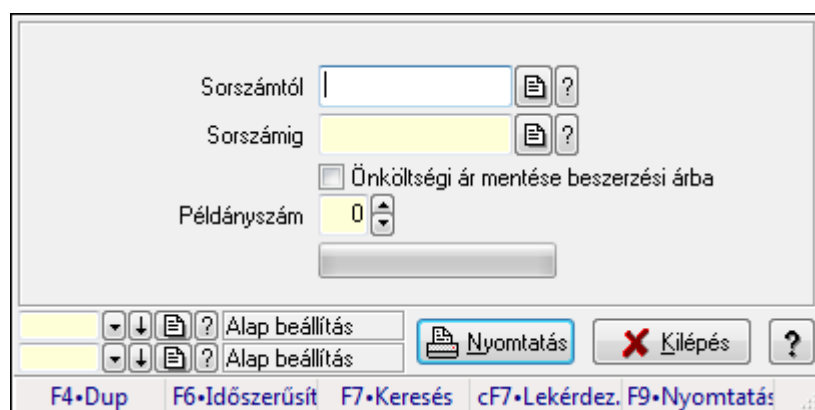 Sorszámtól ?
Sorszámig ?
Önköltségi ár mentése beszerzési árba
Példányszám 0
? Alap beállítás
? Alap beállítás
Nyomtatás Kilépés ?
F4•Dup F6•Időszerűsít F7•Keresés cF7•Lekérdez. F9•Nyomtatás